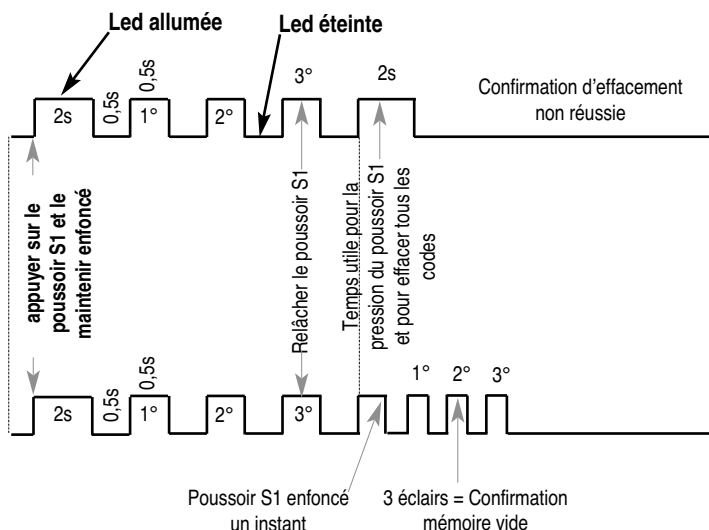 Led allumée
Led éteinte
2s
0,5s
1°
0,5s
2°
3°
2s
Confirmation d'effacement
non réussie
appuyer sur le
poussoir S1 et le
maintenir enfoncé
Relâcher le poussoir S1
Temps utile pour la
pression du poussoir S1
et pour effacer tous les
codes
2s
0,5s
1°
0,5s
2°
3°
1°
2°
3°
Poussoir S1 enfoncé
un instant
3 éclairs = Confirmation
mémoire vide